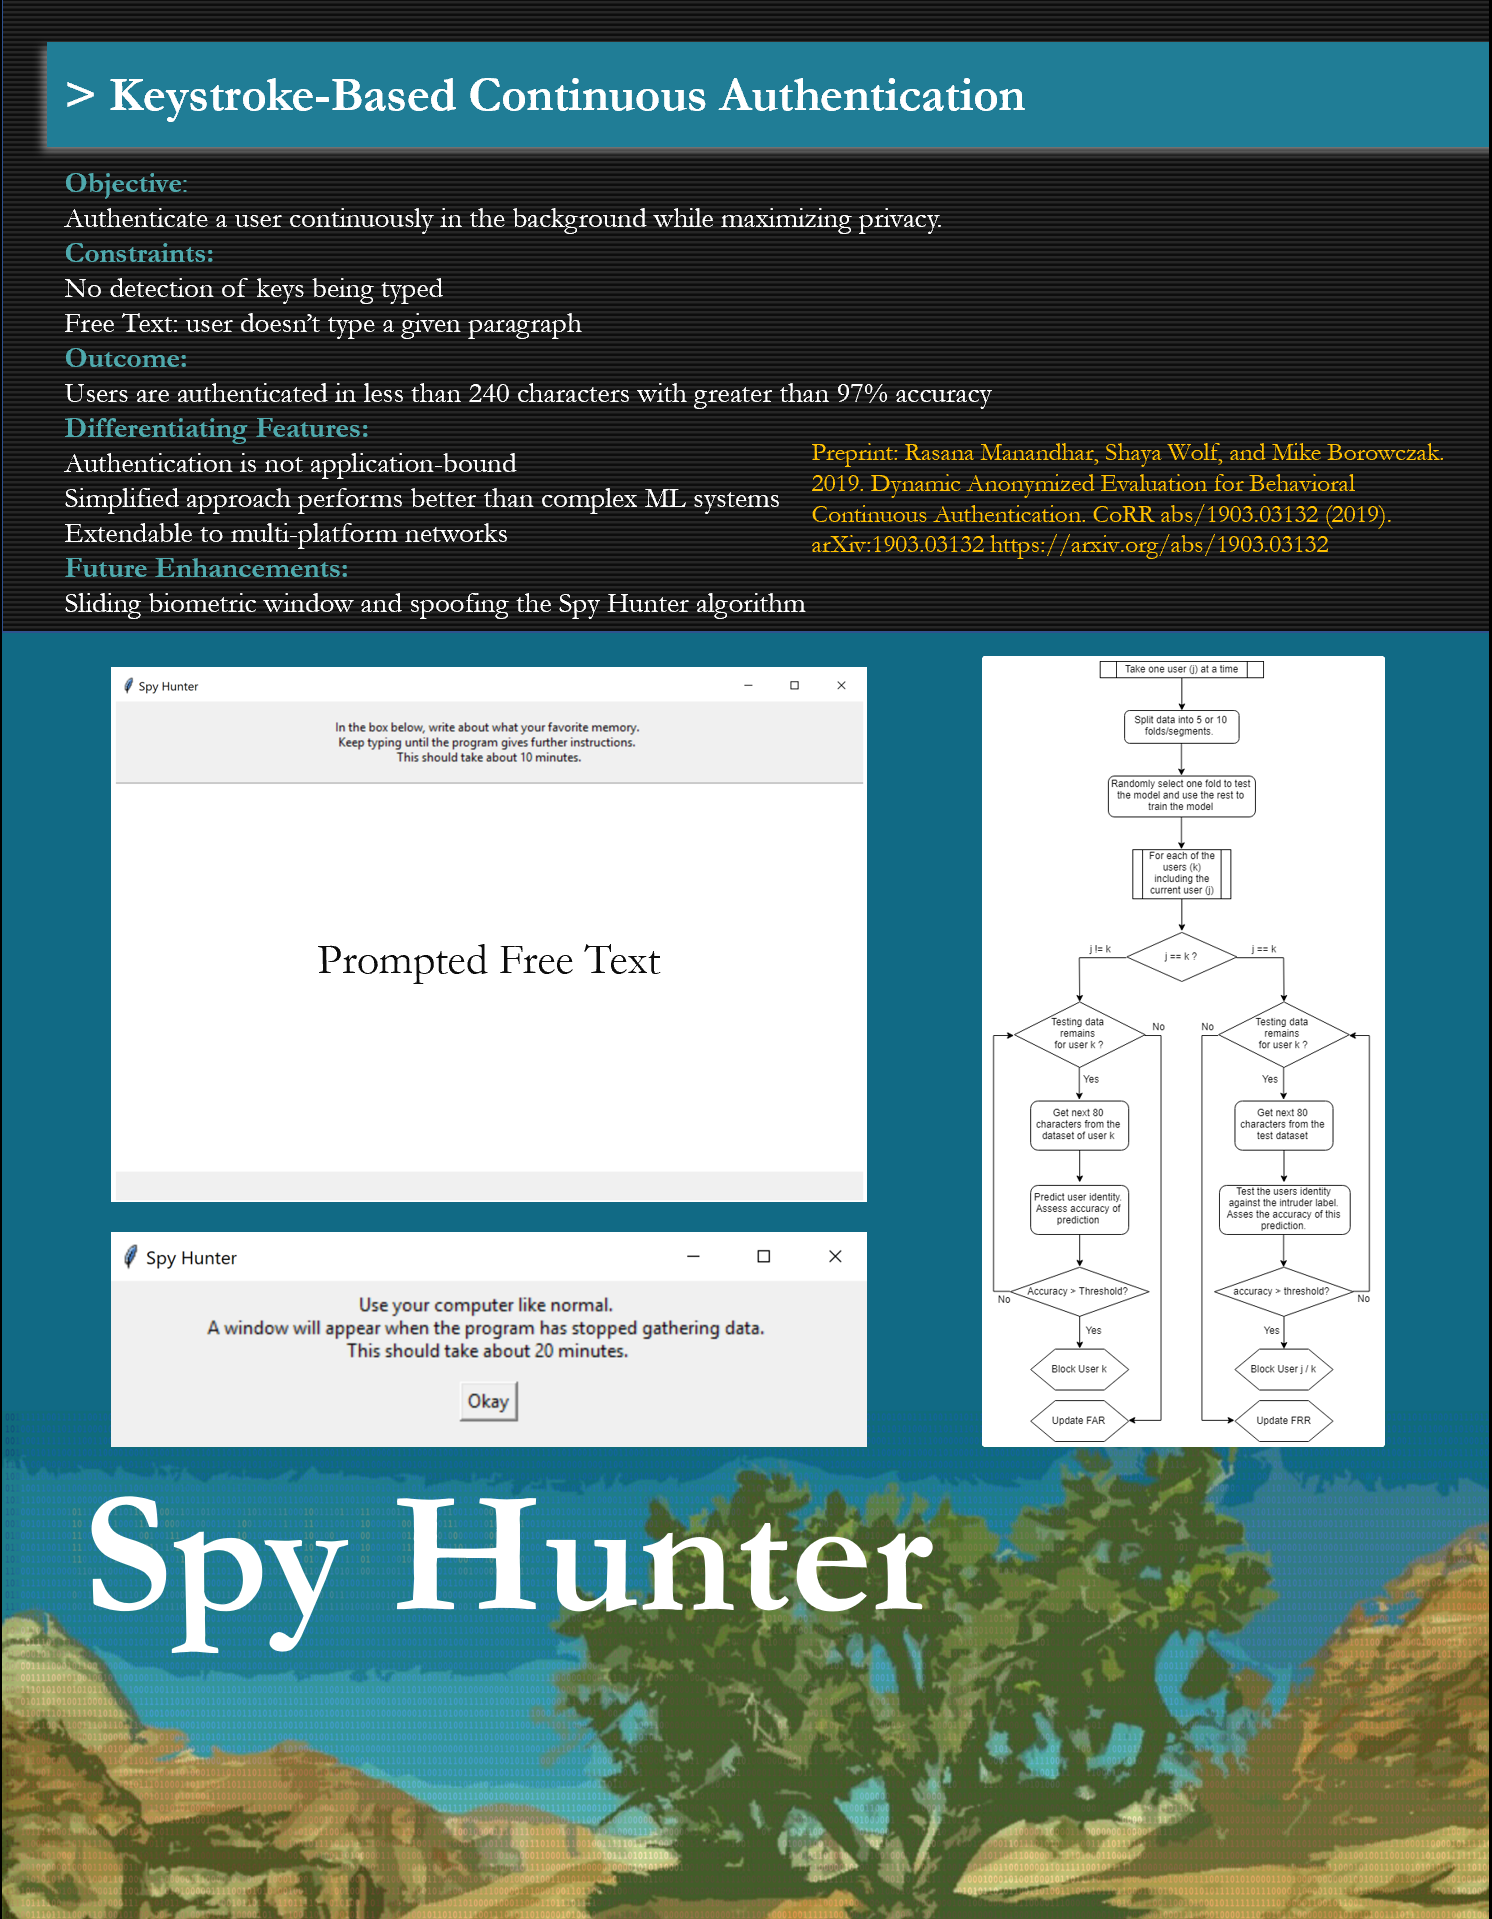 > Keystroke-Based Continuous Authentication
Objective:
Authenticate a user continuously in the background while maximizing privacy.
Constraints:
No detection of keys being typed
Free Text: user doesn't type a given paragraph
Outcome:
Users are authenticated in less than 240 characters with greater than 97% accuracy
Differentiating Features:
Authentication is not application-bound
Simplified approach performs better than complex ML systems
Extendable to multi-platform networks
Future Enhancements:
Sliding biometric window and spoofing the Spy Hunter algorithm
Preprint: Rasana Manandhar, Shaya Wolf, and Mike Borowczak.
2019. Dynamic Anonymized Evaluation for Behavioral
Continuous Authentication. CoRR abs/1903.03132 (2019).
arXiv:1903.03132 https://arxiv.org/abs/1903.03132
Spy Hunter
In the box below, write about what your favorite memory.
Keep typing until the program gives further instructions.
This should take about 10 minutes.
Prompted Free Text
Spy Hunter
Use your computer like normal.
A window will appear when the program has stopped gathering data.
This should take about 20 minutes.
Okay
Take one user (j) at a time
Split data into 5 or 10
folds/segments.
Randomly select one fold to test
the model and use the rest to
train the model
For each of the
users (k)
including the
current user (j)
j == k ?
j != k
j == k
Testing data
remains
for user k ?
No
Yes
Get next 80
characters from the
dataset of user k
Predict user identity.
Assess accuracy of
prediction
Accuracy > Threshold?
No
Yes
Block User k
Update FAR
Testing data
remains
for user k ?
No
Yes
Get next 80
characters from the
test dataset
Test the users identity
against the intruder label.
Asses the accuracy of this
prediction.
accuracy > threshold?
No
Yes
Block User j / k
Update FRR
Spy Hunter